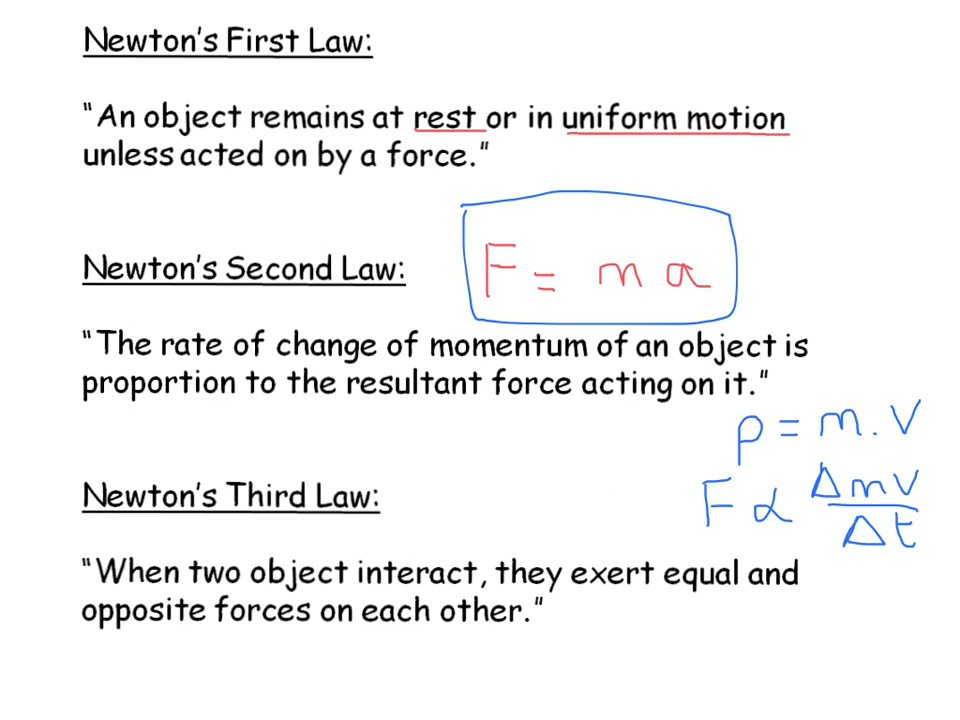 Newton's First Law:
"An object remains at rest or in uniform motion
unless acted on by a force."
F = m a
Newton's Second Law:
"The rate of change of momentum of an object is
proportion to the resultant force acting on it."
p = m . v
F ∝ Δmv / Δt
Newton's Third Law:
"When two object interact, they exert equal and
opposite forces on each other."